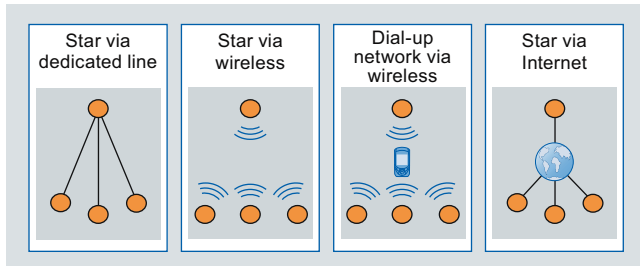 Star via
dedicated line
Star via
wireless
Dial-up
network via
wireless
Star via
Internet